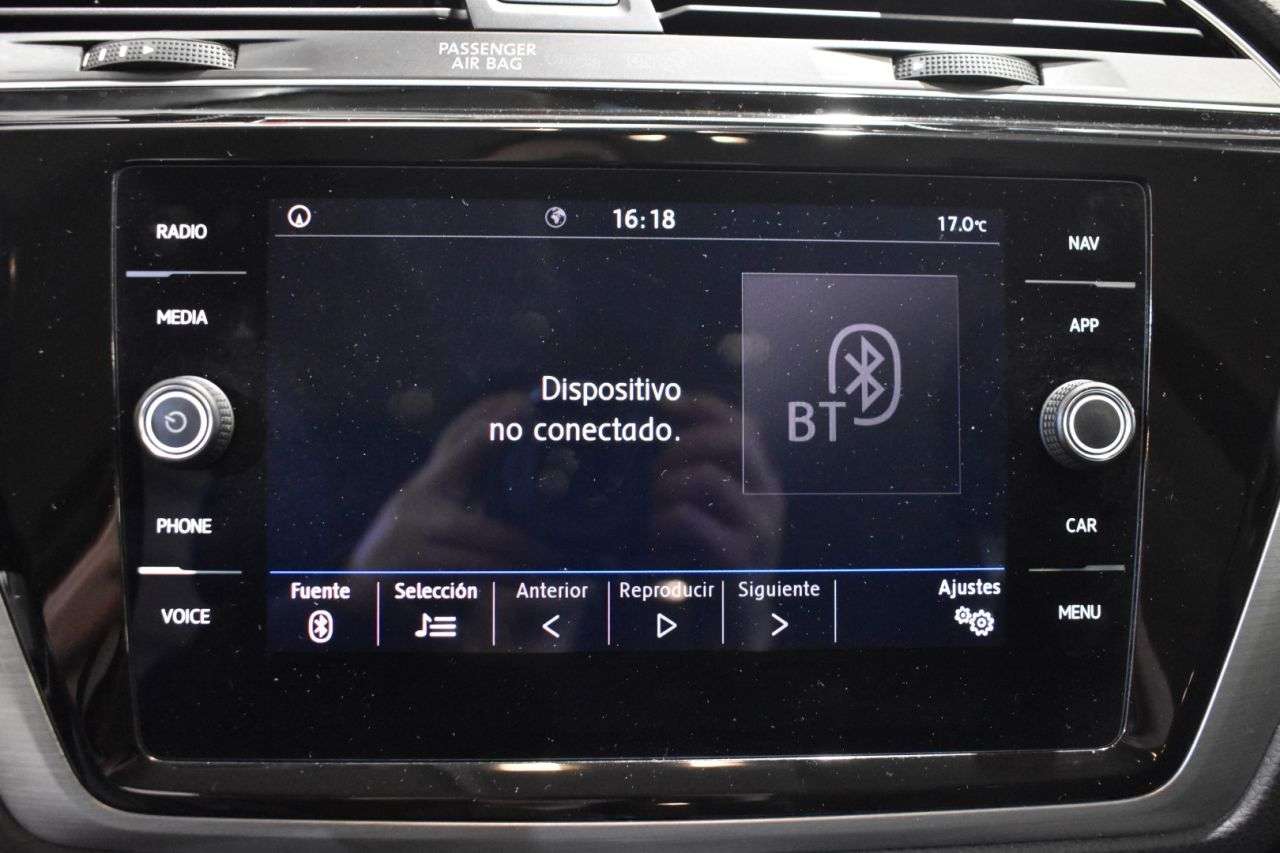 PASSENGER
AIR BAG
RADIO
MEDIA
PHONE
VOICE
16:18
17.0°C
Dispositivo
no conectado.
BT
Fuente
Selección
Anterior
Reproducir
Siguiente
Ajustes
NAV
APP
CAR
MENU